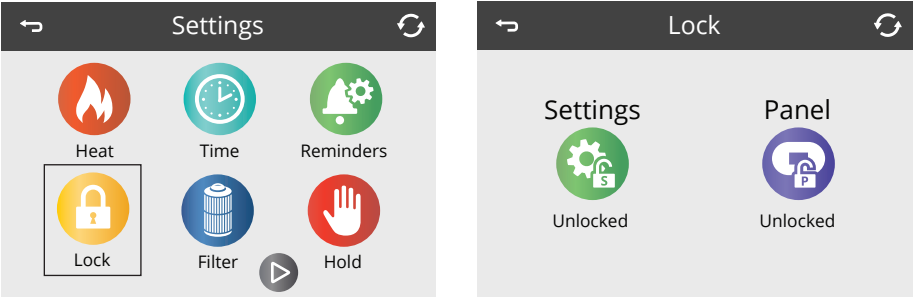 Settings
Heat
Time
Reminders
Lock
Filter
Hold
Lock
Settings
Panel
S
P
Unlocked
Unlocked